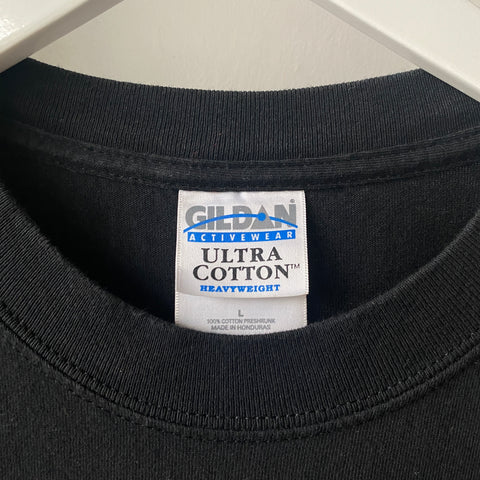 GILDAN
ACTIVEWEAR
ULTRA
COTTON™
HEAVYWEIGHT
L
100% COTTON PRESHRUNK
MADE IN HONDURAS